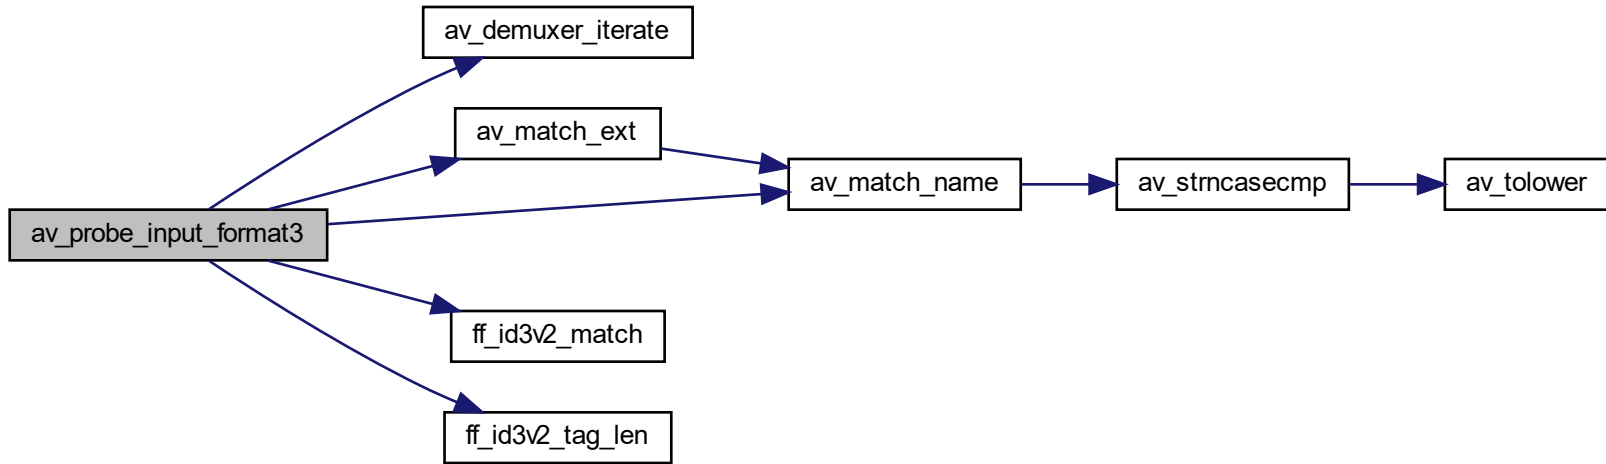 av_demuxer_iterate
av_match_ext
av_match_name
av_strncasecmp
av_tolower
av_probe_input_format3
ff_id3v2_match
ff_id3v2_tag_len